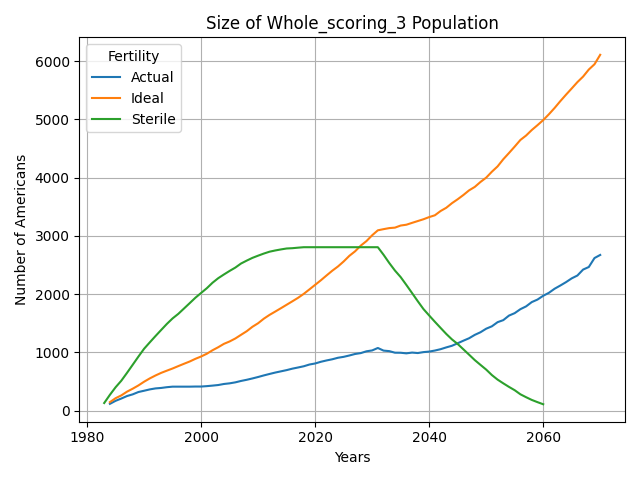 Size of Whole_scoring_3 Population
Fertility
Actual
Ideal
Sterile
Number of Americans
6000
5000
4000
3000
2000
1000
0
1980 2000 2020 2040 2060
Years